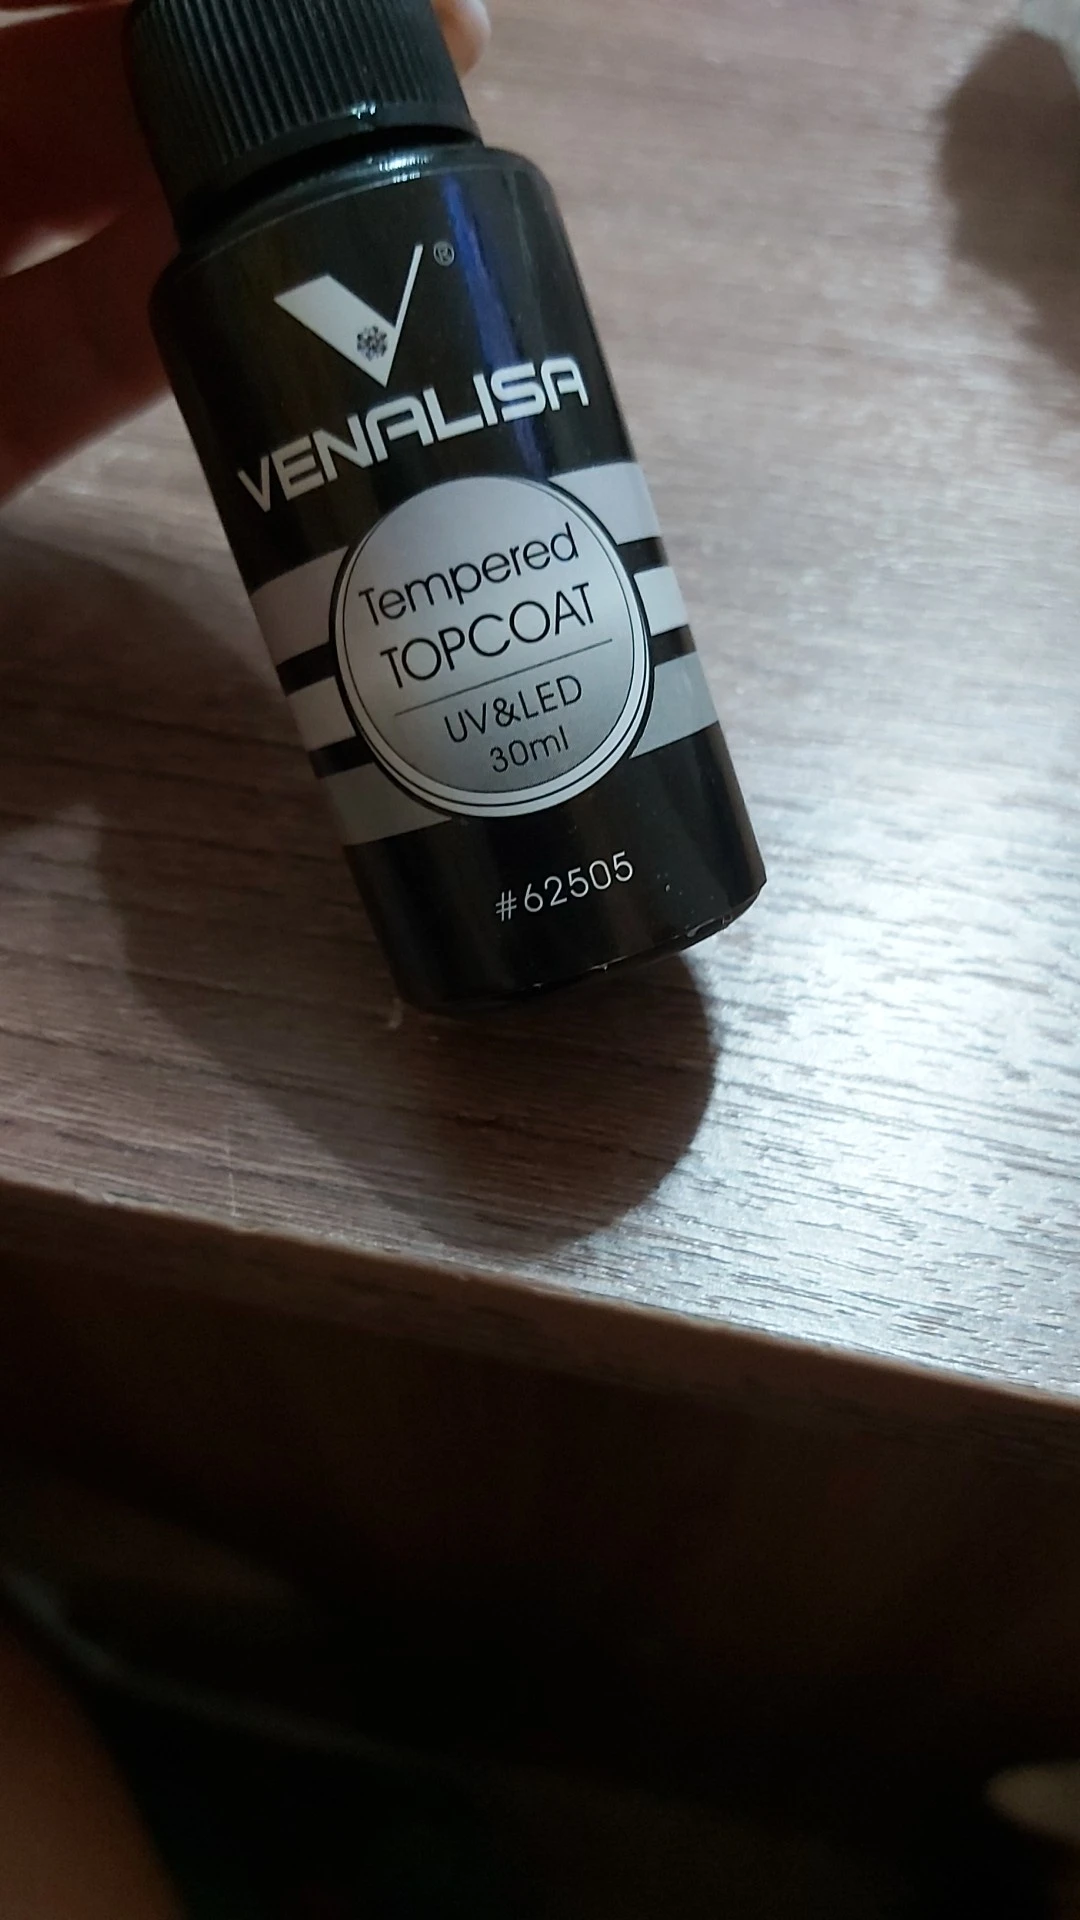 V®
VENALISA
Tempered
TOPCOAT
UV&LED
30ml
#62505